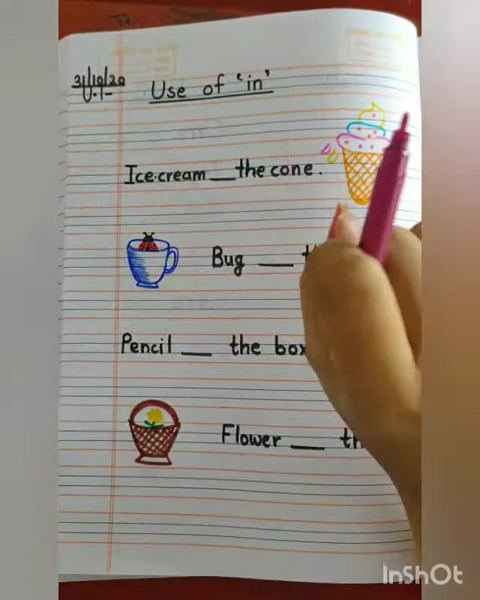 31/10/20
Use of 'in'
Ice-cream __ the cone.
Bug __
Pencil __ the box
Flower __
InShOt